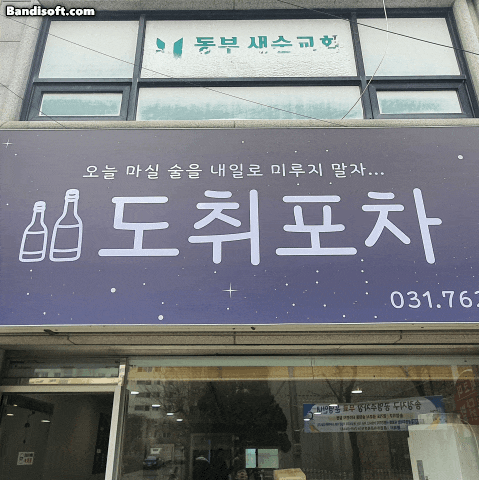 Bandisoft.com
동부 새순교회
오늘 마실 술을 내일로 미루지 말자...
도취포차
031.762